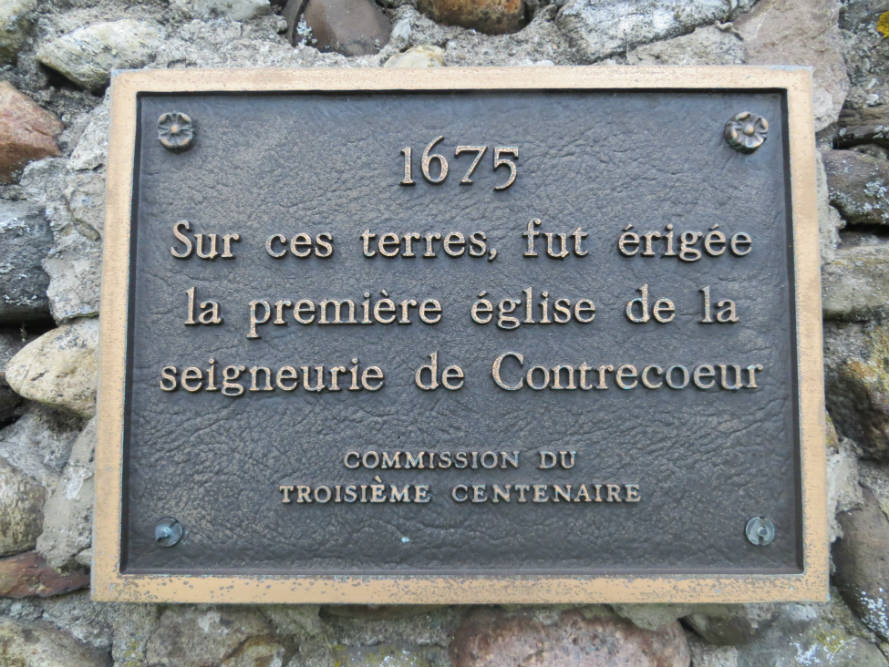 1675
Sur ces terres, fut érigée
la première église de la
seigneurie de Contrecoeur
COMMISSION DU
TROISIÈME CENTENAIRE